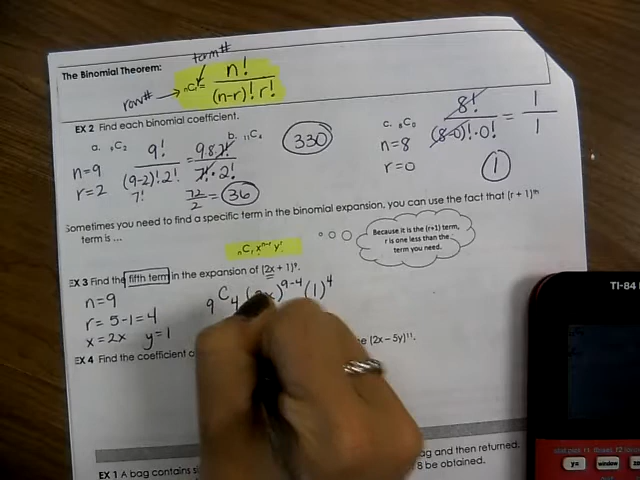 term#
The Binomial Theorem:
row# → nCr = n! / (n-r)! r!
EX 2 Find each binomial coefficient.
a. 9C2
n=9
r=2
9! / (9-2)! 2! = 9·8·7! / 7!·2!
7!
72 / 2 = 36
b. 11C4
330
c. 8C0
n=8
r=0
8! / (8-0)!·0! = 1 / 1
1
Sometimes you need to find a specific term in the binomial expansion, you can use the fact that (r + 1)th
term is ...
nCr x^n-r y^r
Because it is the (r+1) term,
r is one less than the
term you need.
EX 3 Find the fifth term in the expansion of (2x + 1)⁹.
n=9
r = 5-1=4
x=2x y=1
9C4 (2x)^9-4 (1)^4
EX 4 Find the coefficient o
(2x – 5y)¹¹.
EX 1 A bag contains
ag and then returned.
8 be obtained.
TI-84
y=
window